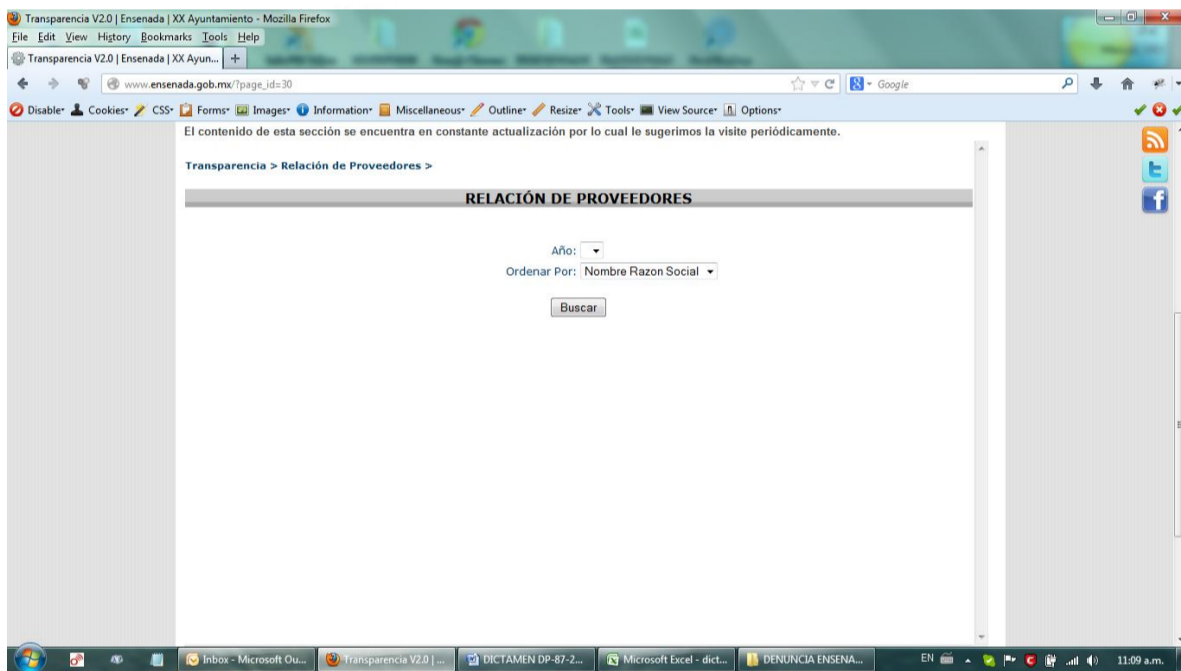 Transparencia V2.0 | Ensenada | XX Ayuntamiento - Mozilla Firefox
File Edit View History Bookmarks Tools Help
Transparencia V2.0 | Ensenada | XX Ayun... +
www.ensenada.gob.mx/?page_id=30
Google
Disable Cookies CSS Forms Images Information Miscellaneous Outline Resize Tools View Source Options
El contenido de esta sección se encuentra en constante actualización por lo cual le sugerimos la visite periódicamente.
Transparencia > Relación de Proveedores >
RELACIÓN DE PROVEEDORES
Año:
Ordenar Por: Nombre Razon Social
Buscar
Inbox - Microsoft Ou... Transparencia V2.0 | ... DICTAMEN DP-87-2... Microsoft Excel - dict... DENUNCIA ENSENA... EN 11:09 a.m.